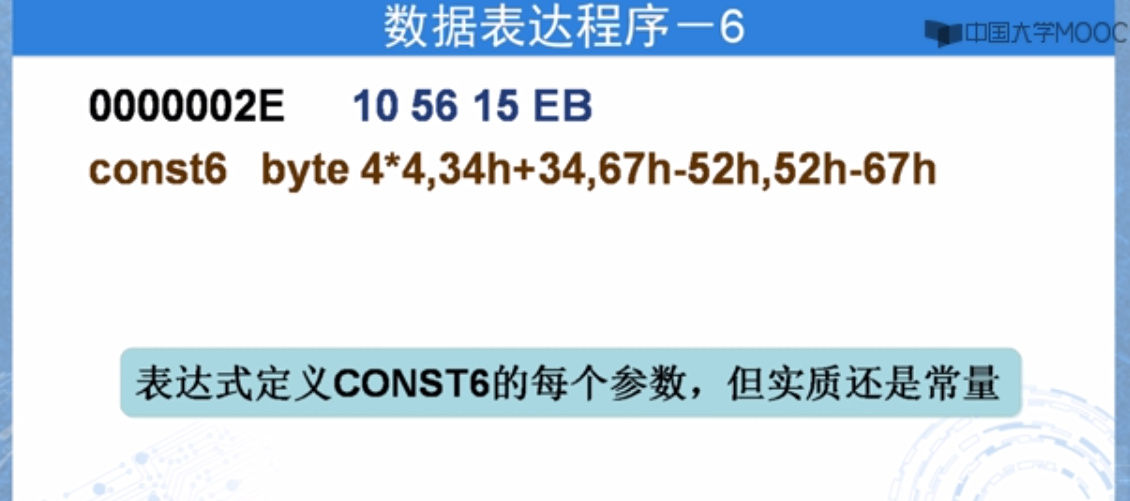 数据表达程序－6
中国大学MOOC
0000002E 10 56 15 EB
const6 byte 4*4,34h+34,67h-52h,52h-67h
表达式定义CONST6的每个参数，但实质还是常量